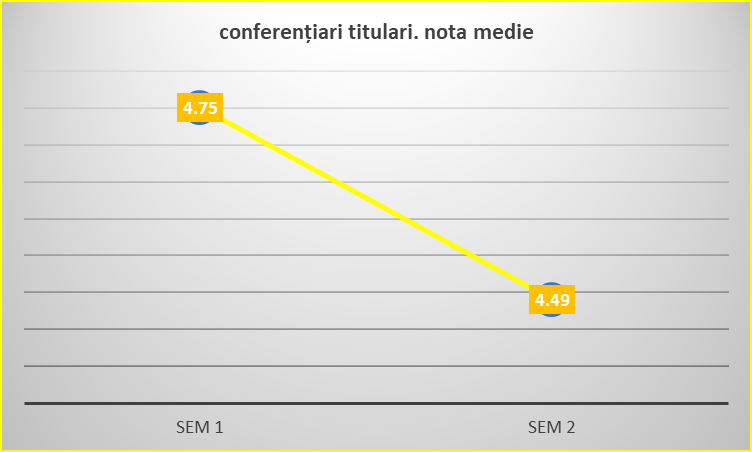 conferențiari titulari. nota medie
4.75
4.49
SEM 1
SEM 2